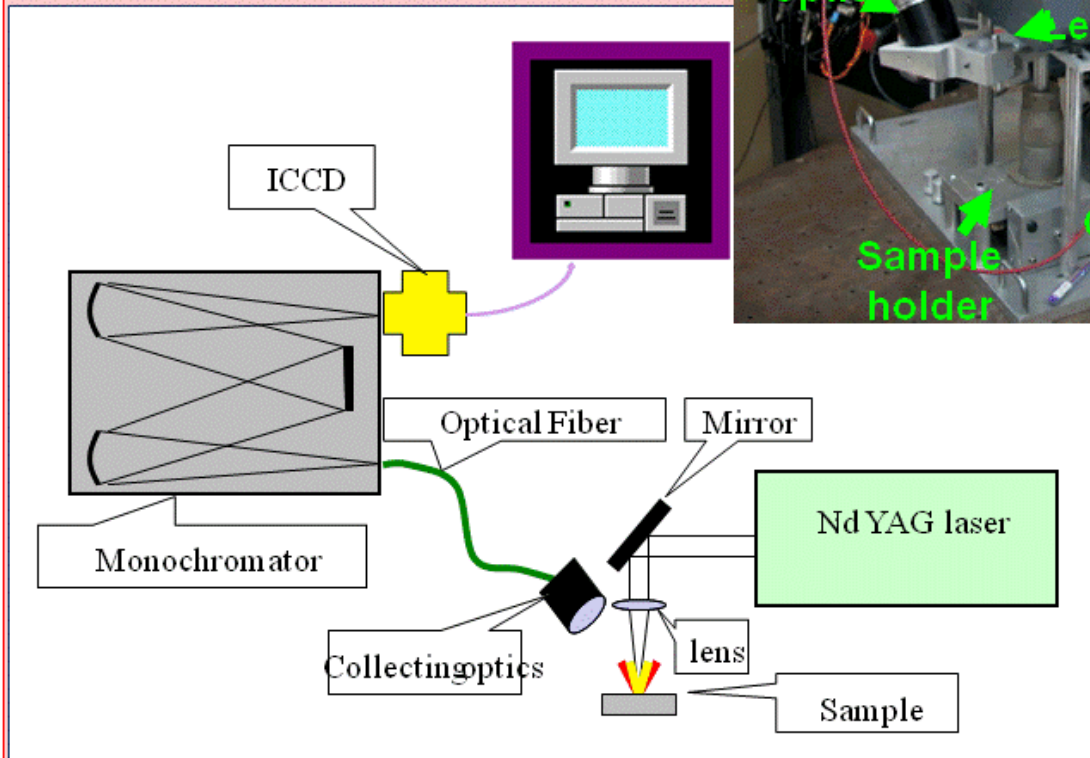 ICCD
Sample
holder
Optical Fiber
Mirror
Nd YAG laser
Monochromator
Collectingoptics
lens
Sample